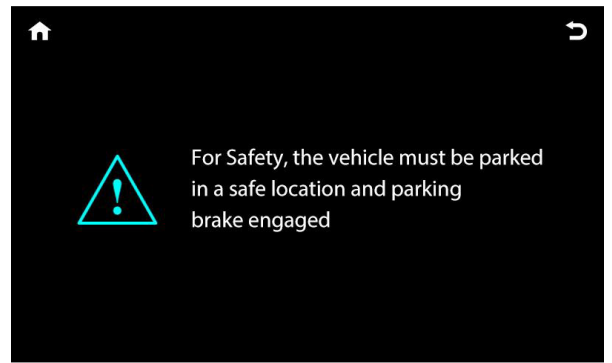 For Safety, the vehicle must be parked
in a safe location and parking
brake engaged